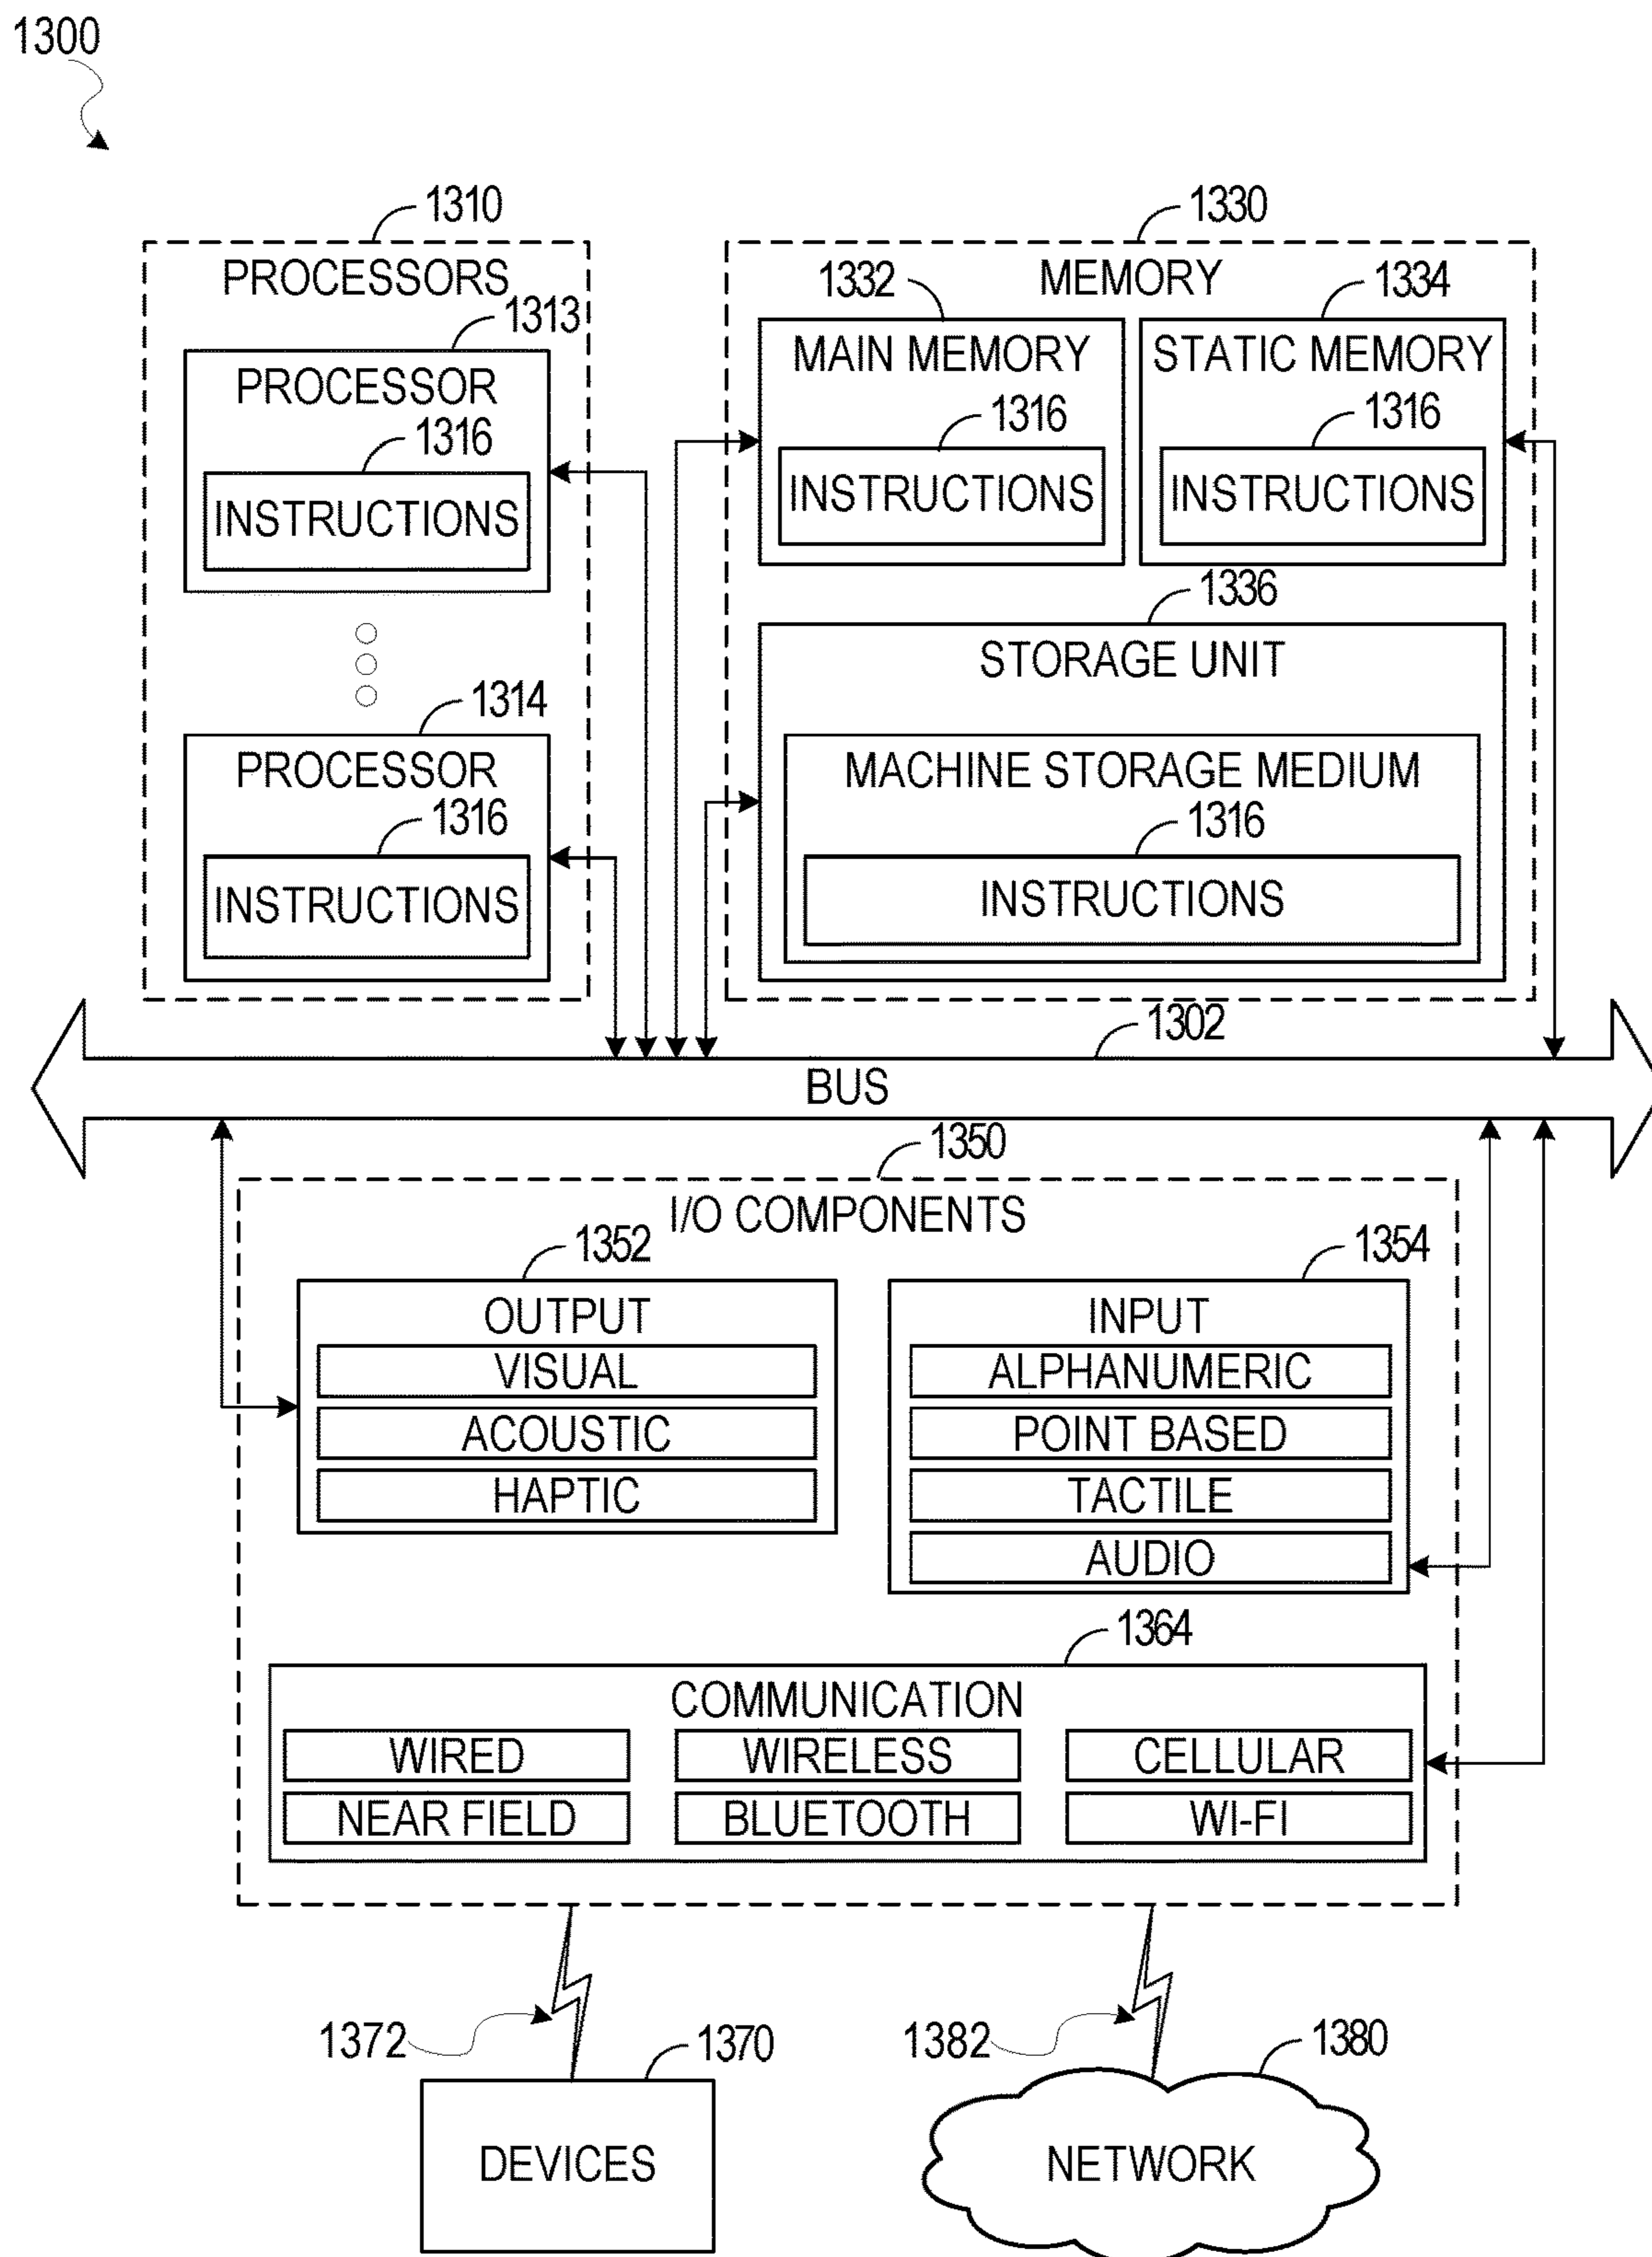 1300
1310
1330
PROCESSORS
MEMORY
1313
1332
1334
PROCESSOR
MAIN MEMORY
STATIC MEMORY
1316
1316
1316
INSTRUCTIONS
INSTRUCTIONS
INSTRUCTIONS
1336
STORAGE UNIT
1314
PROCESSOR
MACHINE STORAGE MEDIUM
1316
1316
INSTRUCTIONS
INSTRUCTIONS
1302
BUS
1350
I/O COMPONENTS
1352
1354
OUTPUT
INPUT
VISUAL
ALPHANUMERIC
ACOUSTIC
POINT BASED
HAPTIC
TACTILE
AUDIO
1364
COMMUNICATION
WIRED
WIRELESS
CELLULAR
NEAR FIELD
BLUETOOTH
WI-FI
1372
1370
1382
1380
DEVICES
NETWORK